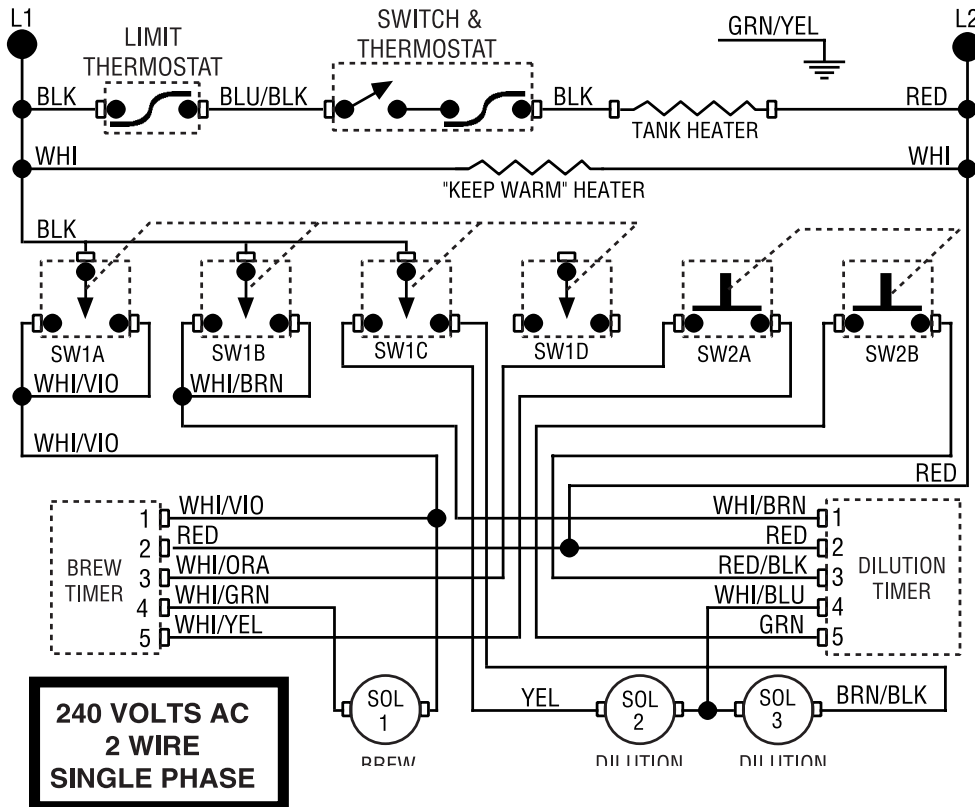 L1
L2
LIMIT
THERMOSTAT
SWITCH &
THERMOSTAT
GRN/YEL
BLK
BLU/BLK
BLK
RED
TANK HEATER
WHI
WHI
"KEEP WARM" HEATER
BLK
SW1A
SW1B
SW1C
SW1D
SW2A
SW2B
WHI/VIO
WHI/BRN
WHI/VIO
RED
BREW
TIMER
1
WHI/VIO
2
RED
3
WHI/ORA
4
WHI/GRN
5
WHI/YEL
WHI/BRN
1
RED
2
RED/BLK
3
WHI/BLU
4
GRN
5
DILUTION
TIMER
240 VOLTS AC
2 WIRE
SINGLE PHASE
SOL
1
BREW
YEL
SOL
2
DILUTION
SOL
3
DILUTION
BRN/BLK